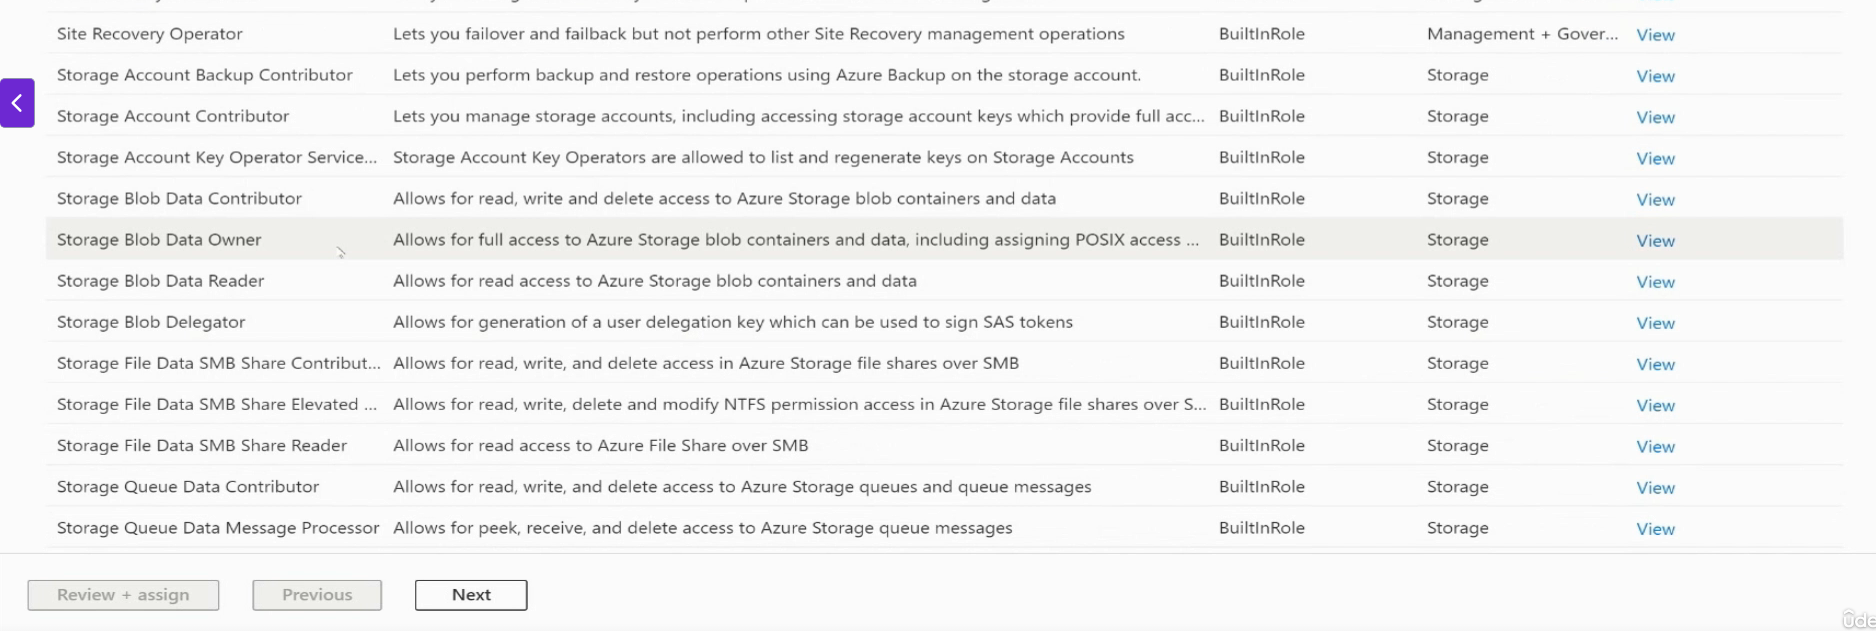 Site Recovery Operator Lets you failover and failback but not perform other Site Recovery management operations BuiltInRole Management + Gover... View
Storage Account Backup Contributor Lets you perform backup and restore operations using Azure Backup on the storage account. BuiltInRole Storage View
Storage Account Contributor Lets you manage storage accounts, including accessing storage account keys which provide full acc... BuiltInRole Storage View
Storage Account Key Operator Service... Storage Account Key Operators are allowed to list and regenerate keys on Storage Accounts BuiltInRole Storage View
Storage Blob Data Contributor Allows for read, write and delete access to Azure Storage blob containers and data BuiltInRole Storage View
Storage Blob Data Owner Allows for full access to Azure Storage blob containers and data, including assigning POSIX access ... BuiltInRole Storage View
Storage Blob Data Reader Allows for read access to Azure Storage blob containers and data BuiltInRole Storage View
Storage Blob Delegator Allows for generation of a user delegation key which can be used to sign SAS tokens BuiltInRole Storage View
Storage File Data SMB Share Contribut... Allows for read, write, and delete access in Azure Storage file shares over SMB BuiltInRole Storage View
Storage File Data SMB Share Elevated ... Allows for read, write, delete and modify NTFS permission access in Azure Storage file shares over S... BuiltInRole Storage View
Storage File Data SMB Share Reader Allows for read access to Azure File Share over SMB BuiltInRole Storage View
Storage Queue Data Contributor Allows for read, write, and delete access to Azure Storage queues and queue messages BuiltInRole Storage View
Storage Queue Data Message Processor Allows for peek, receive, and delete access to Azure Storage queue messages BuiltInRole Storage View
Review + assign Previous Next
ude